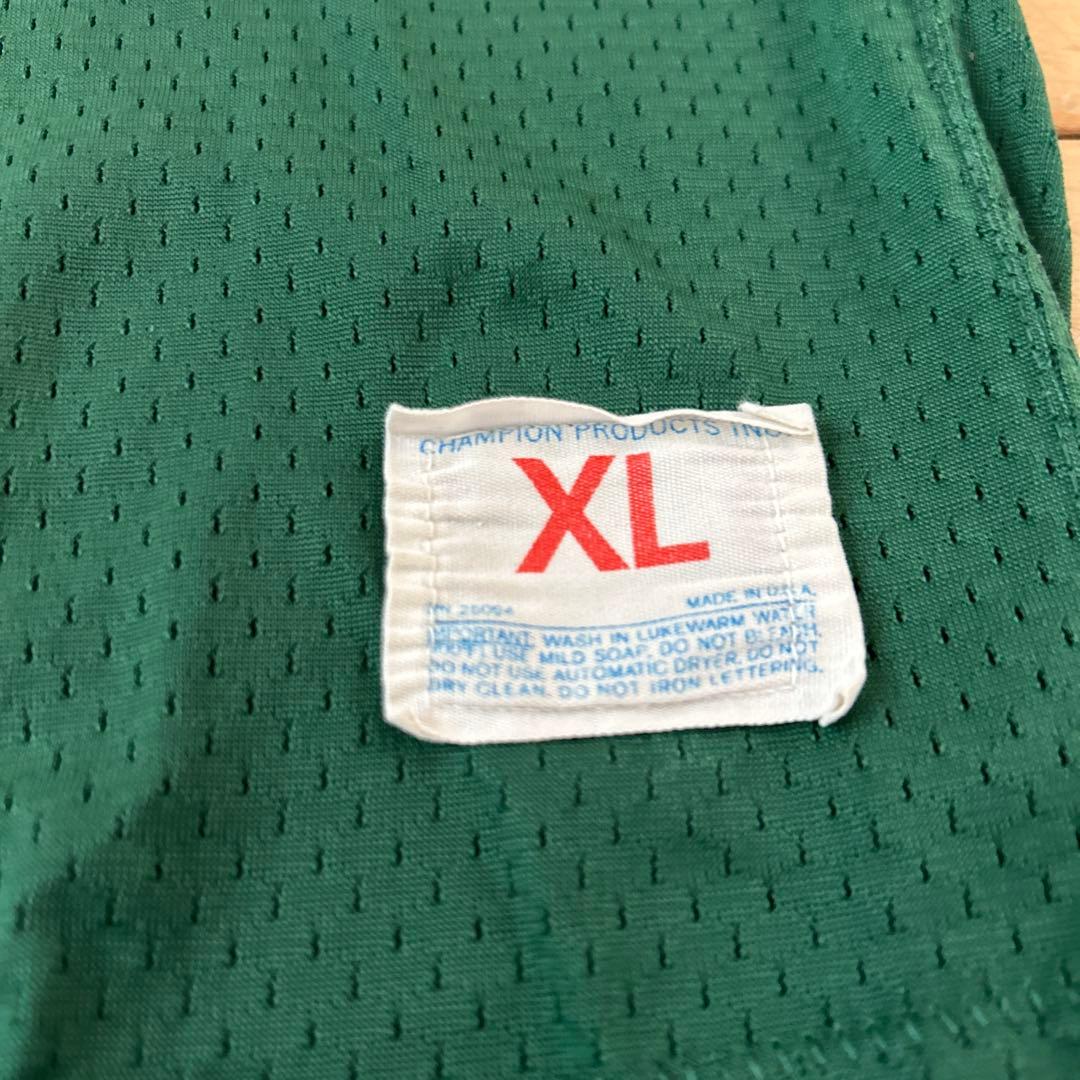 CHAMPION PRODUCTS INC.
XL
26094
MADE IN U.S.A.
IMPORTANT. WASH IN LUKEWARM WATER.
USE MILD SOAP. DO NOT BLEACH.
DO NOT USE AUTOMATIC DRYER. DO NOT
DRY CLEAN. DO NOT IRON LETTERING.